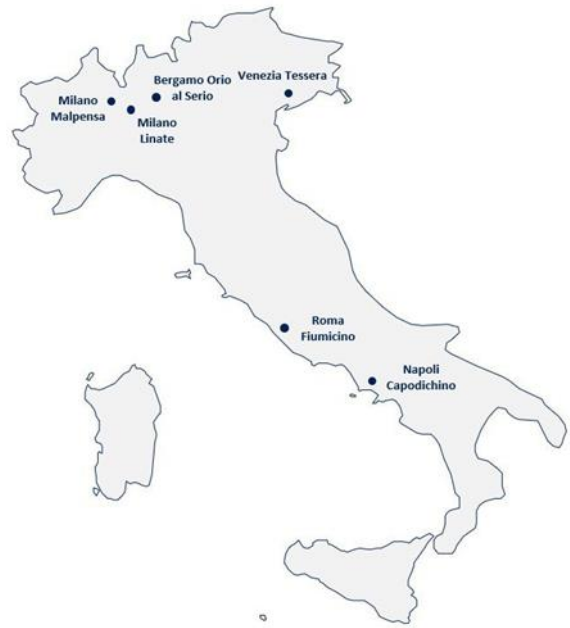 Bergamo Orio
al Serio
Venezia Tessera
Milano
Malpensa
Milano
Linate
Roma
Fiumicino
Napoli
Capodichino